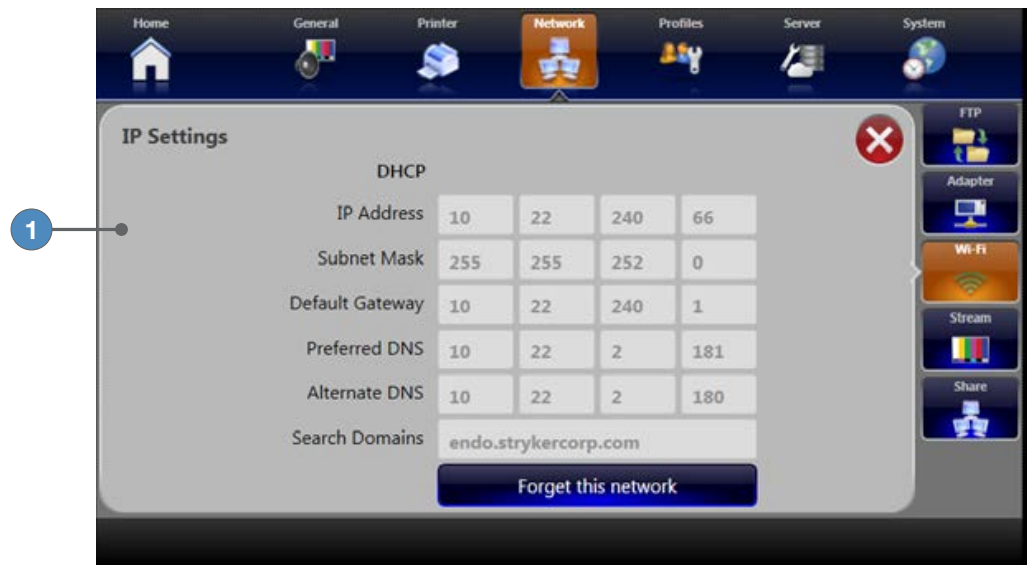 Home General Printer Network Profiles Server System
IP Settings
FTP
DHCP
Adapter
IP Address 10 22 240 66
1
Wi-Fi
Subnet Mask 255 255 252 0
Default Gateway 10 22 240 1
Stream
Preferred DNS 10 22 2 181
Alternate DNS 10 22 2 180
Share
Search Domains endo.strykercorp.com
Forget this network